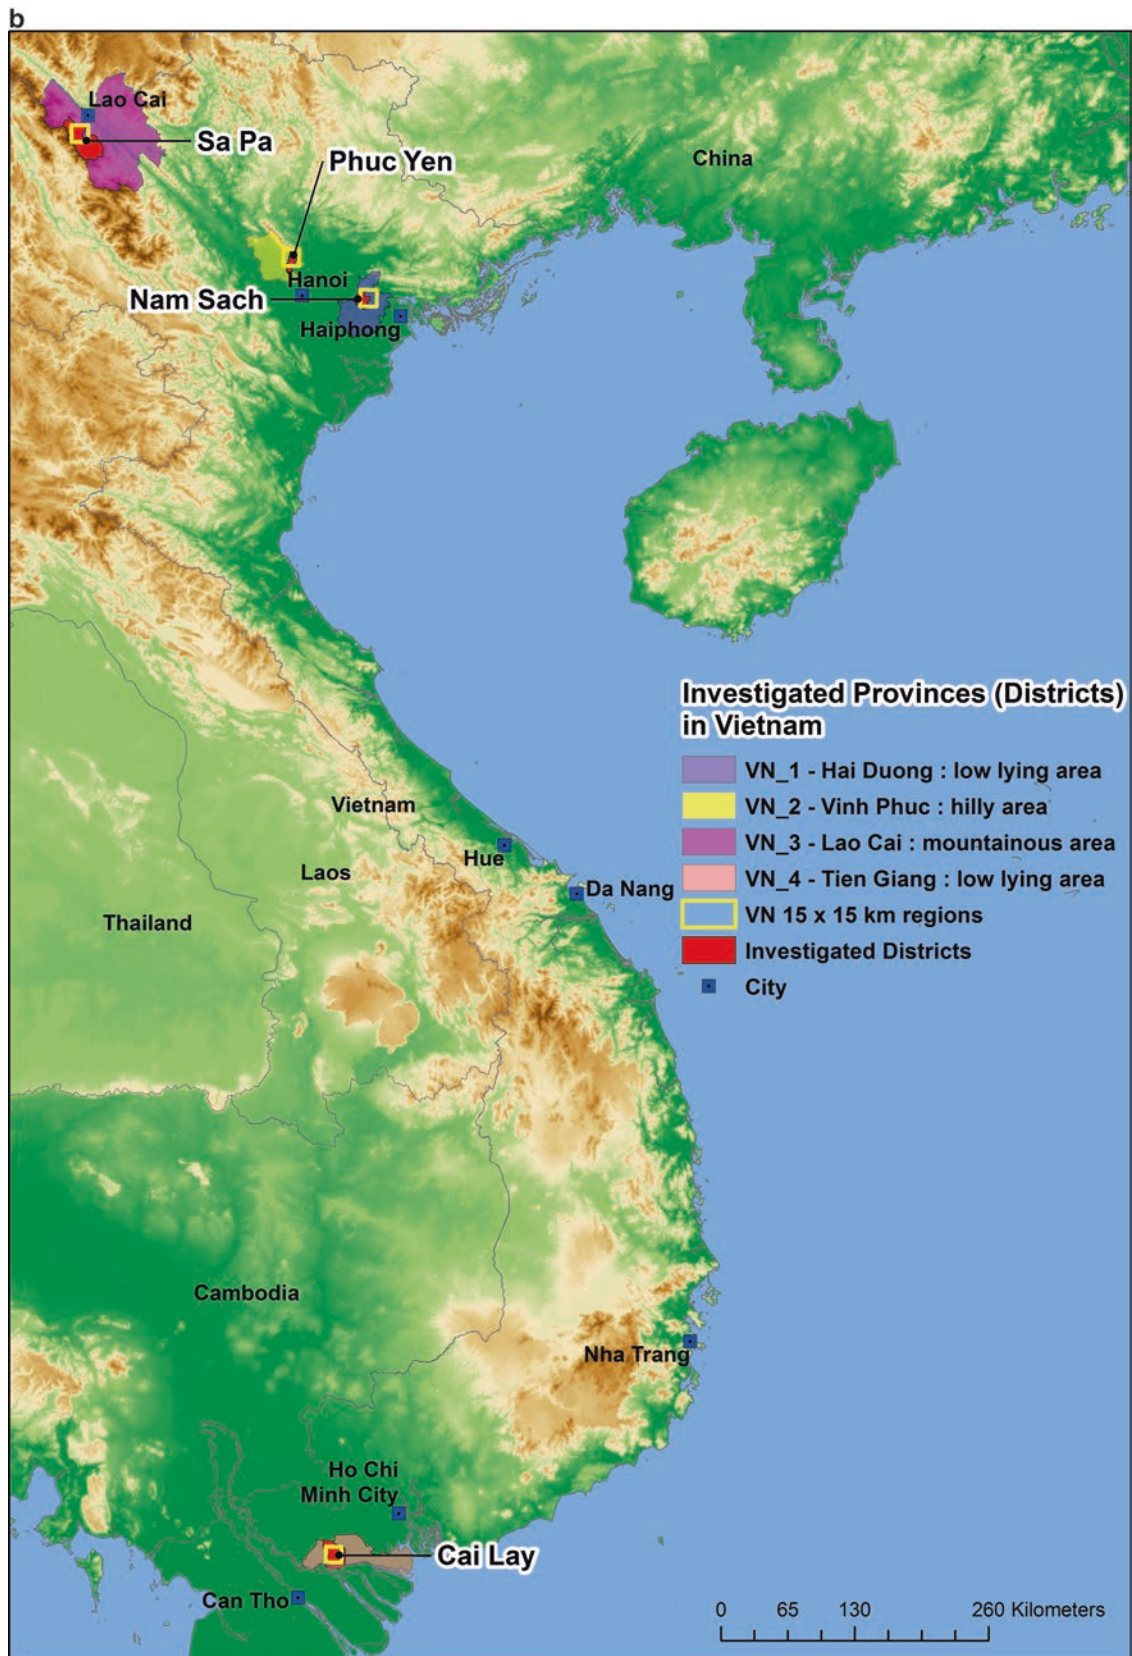 b
Lao Cai
Sa Pa
Phuc Yen
China
Hanoi
Nam Sach
Haiphong
Investigated Provinces (Districts)
in Vietnam
VN_1 - Hai Duong : low lying area
VN_2 - Vinh Phuc : hilly area
VN_3 - Lao Cai : mountainous area
VN_4 - Tien Giang : low lying area
VN 15 x 15 km regions
Investigated Districts
City
Vietnam
Hue
Laos
Da Nang
Thailand
Cambodia
Nha Trang
Ho Chi
Minh City
Cai Lay
Can Tho
0 65 130 260 Kilometers